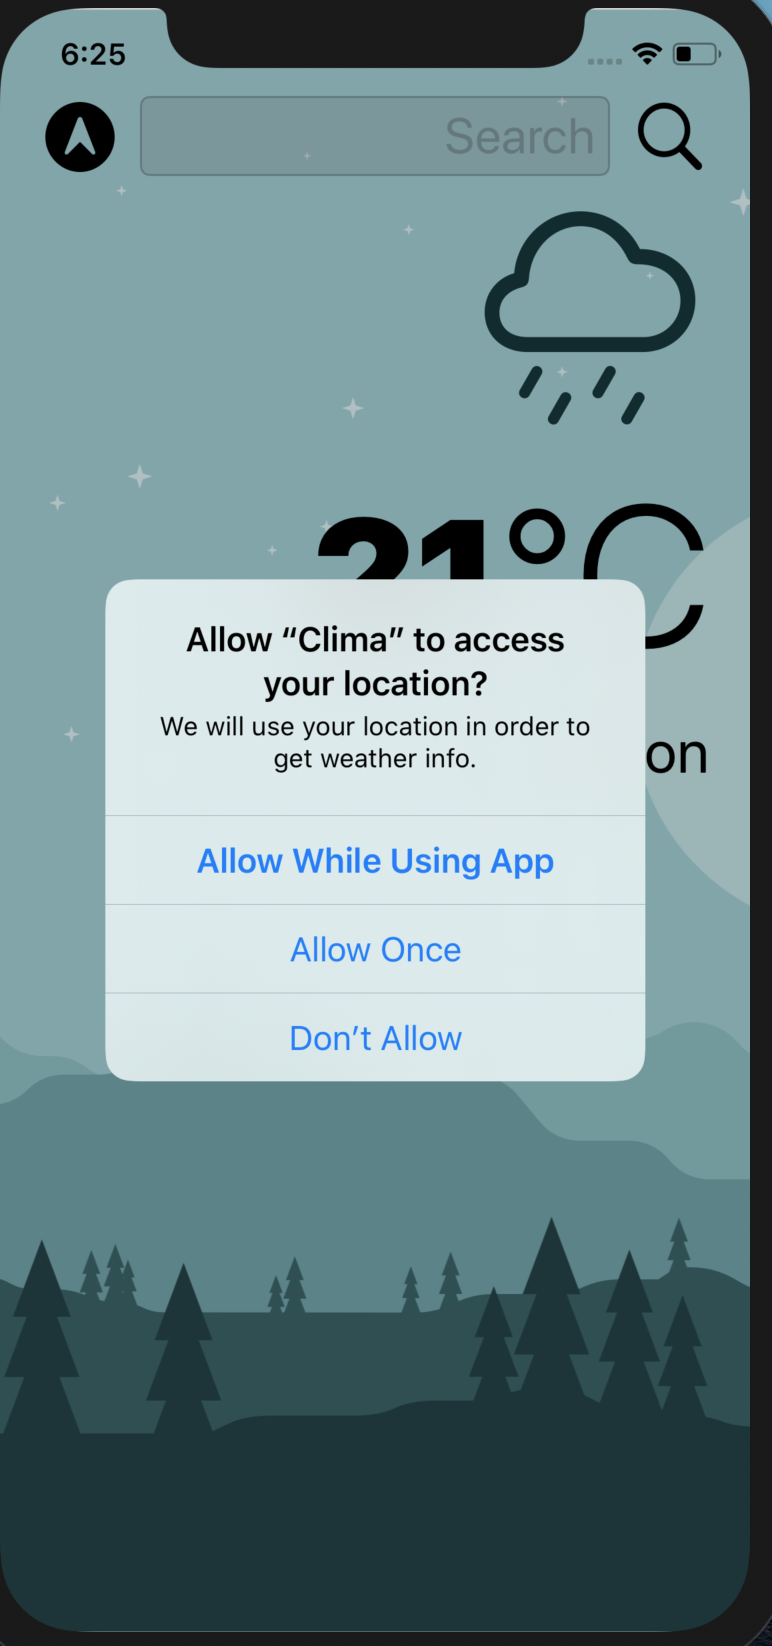 6:25
Search
21°C
Allow “Clima” to access
your location?
We will use your location in order to
get weather info.
Allow While Using App
Allow Once
Don’t Allow